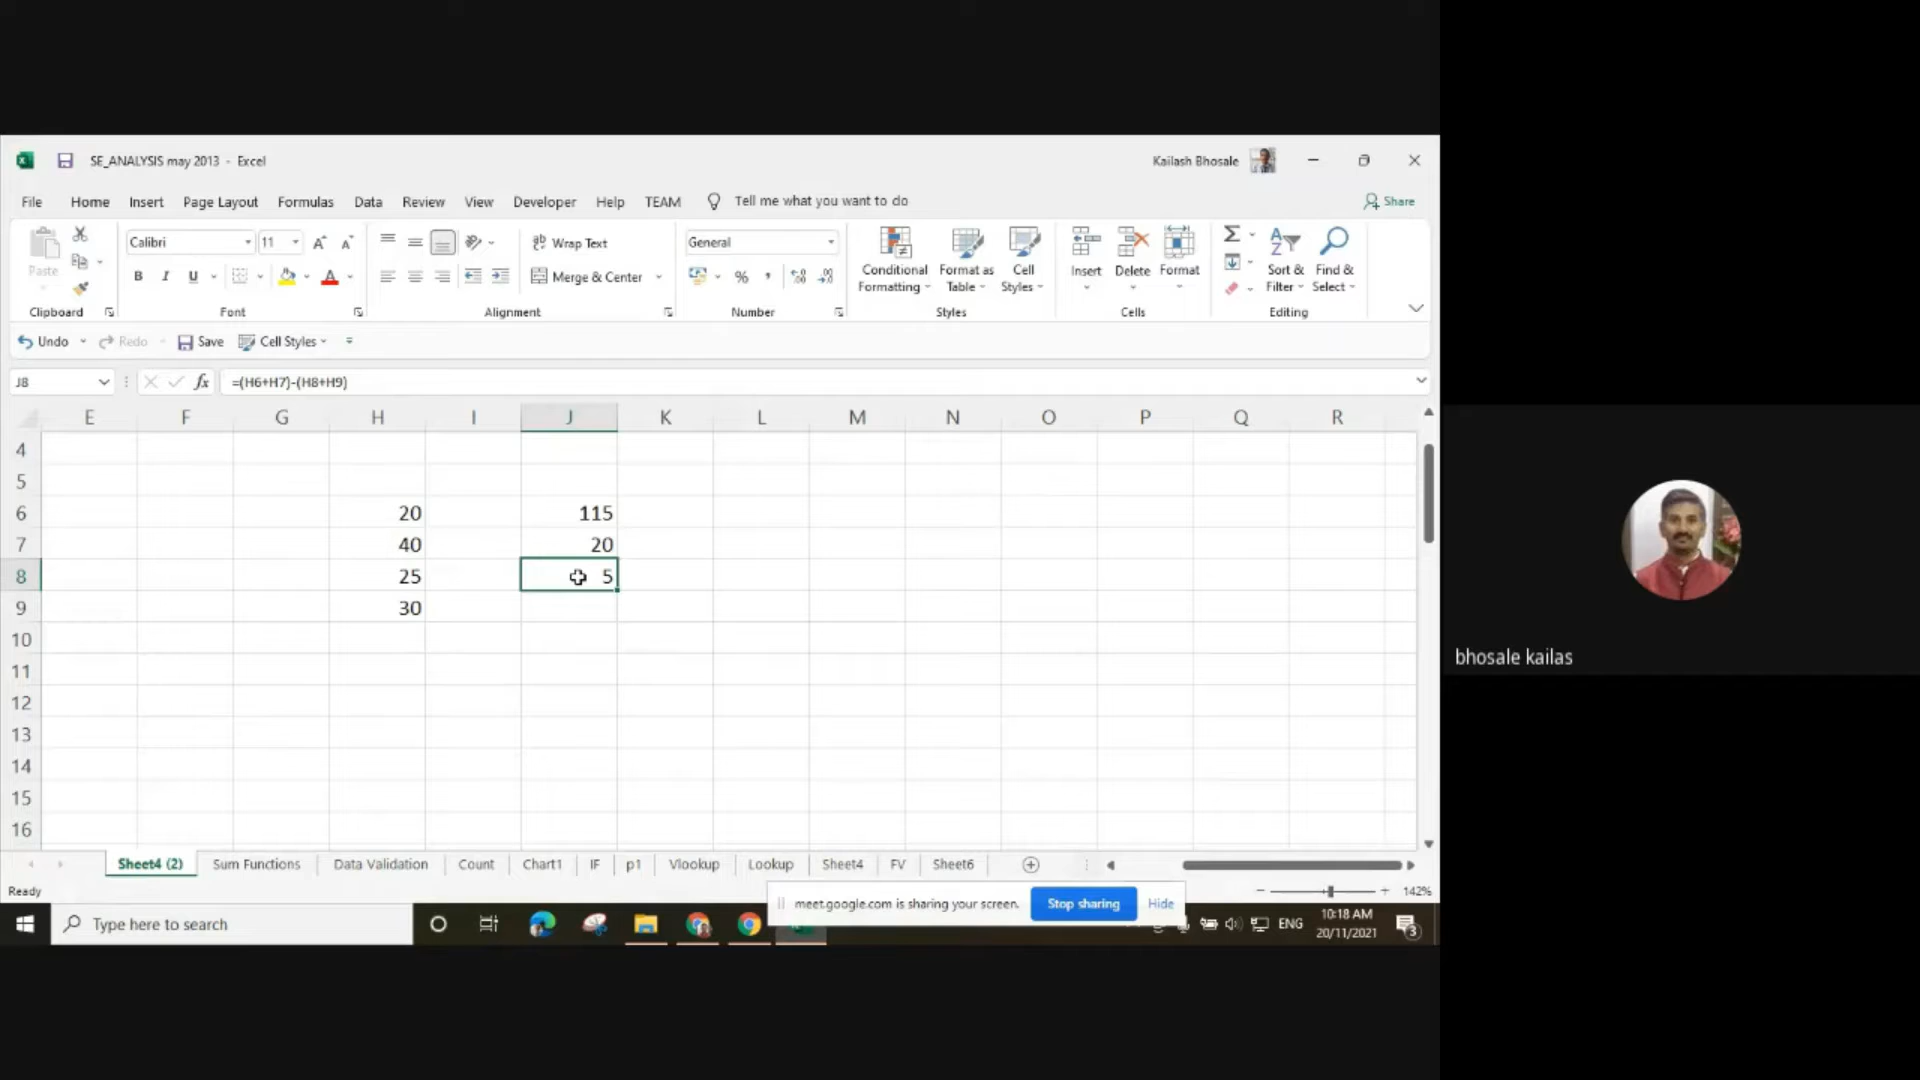 SE_ANALYSIS may 2013 - Excel
Kailash Bhosale
File Home Insert Page Layout Formulas Data Review View Developer Help TEAM Tell me what you want to do Share
Paste
Calibri 11
B I U
Wrap Text
Merge & Center
General
%
Conditional Formatting
Format as Table
Cell Styles
Insert Delete Format
Sort & Filter
Find & Select
Clipboard Font Alignment Number Styles Cells Editing
Undo Redo Save Cell Styles
J8 fx =(H6+H7)-(H8+H9)
E F G H I J K L M N O P Q R
4
5
6 20 115
7 40 20
8 25 5
9 30
10
11
12
13
14
15
16
Sheet4 (2) Sum Functions Data Validation Count Chart1 IF p1 Vlookup Lookup Sheet4 FV Sheet6
Ready
142%
meet.google.com is sharing your screen. Stop sharing Hide
Type here to search
ENG
10:18 AM
20/11/2021
3
bhosale kailas